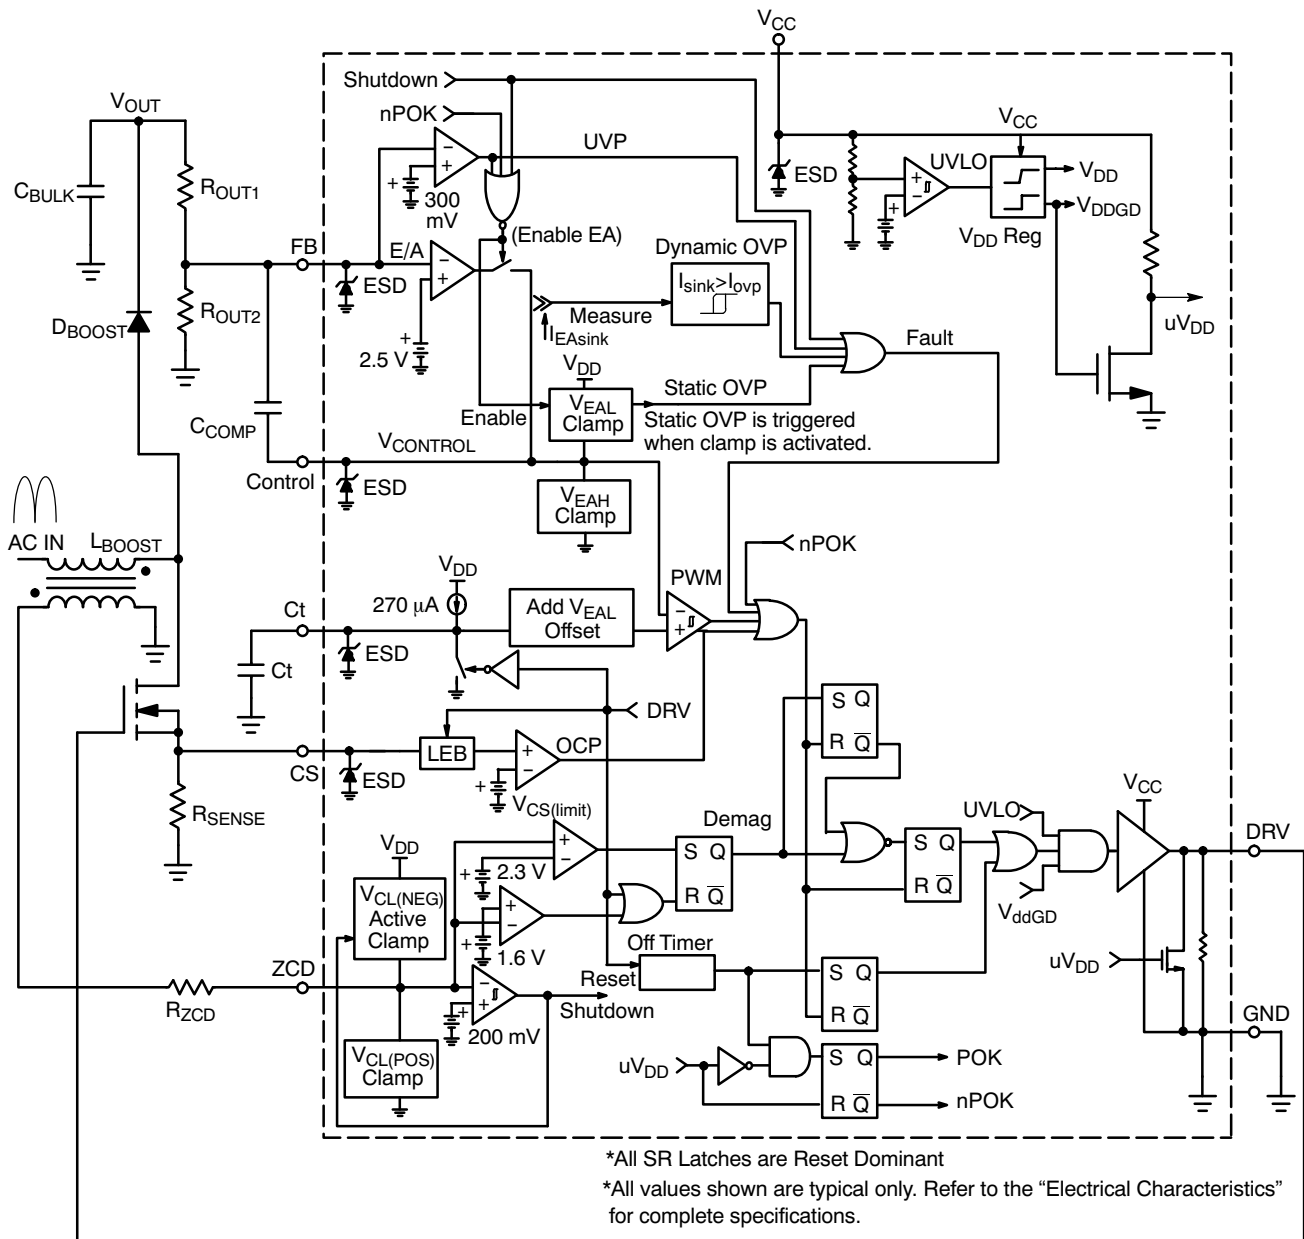 VCC
Shutdown
nPOK
VOUT
UVP
VCC
UVLO
ESD
VDD
VDDGD
VDD Reg
CBULK
ROUT1
+
−
+
300
mV
+
−
+
(Enable EA)
Dynamic OVP
FB
E/A
−
+
ESD
Isink>Iovp
Measure
IEAsink
ROUT2
DBOOST
+
2.5 V
Fault
uVDD
VDD
Static OVP
VEAL
Clamp
Enable
Static OVP is triggered
when clamp is activated.
CCOMP
VCONTROL
Control
ESD
VEAH
Clamp
AC IN
LBOOST
nPOK
VDD
PWM
270 µA
Ct
Add VEAL
Offset
−
+
ESD
Ct
DRV
S Q
R Q
LEB
OCP
+
−
CS
ESD
+
VCS(limit)
RSENSE
VCC
Demag
UVLO
DRV
VDD
+
−
S Q
R Q
S Q
R Q
+
2.3 V
VCL(NEG)
Active
Clamp
+
−
VddGD
+
1.6 V
Off Timer
uVDD
ZCD
Reset
S Q
R Q
RZCD
−
+
+
200 mV
Shutdown
GND
VCL(POS)
Clamp
uVDD
S Q
R Q
POK
nPOK
*All SR Latches are Reset Dominant
*All values shown are typical only. Refer to the “Electrical Characteristics”
for complete specifications.